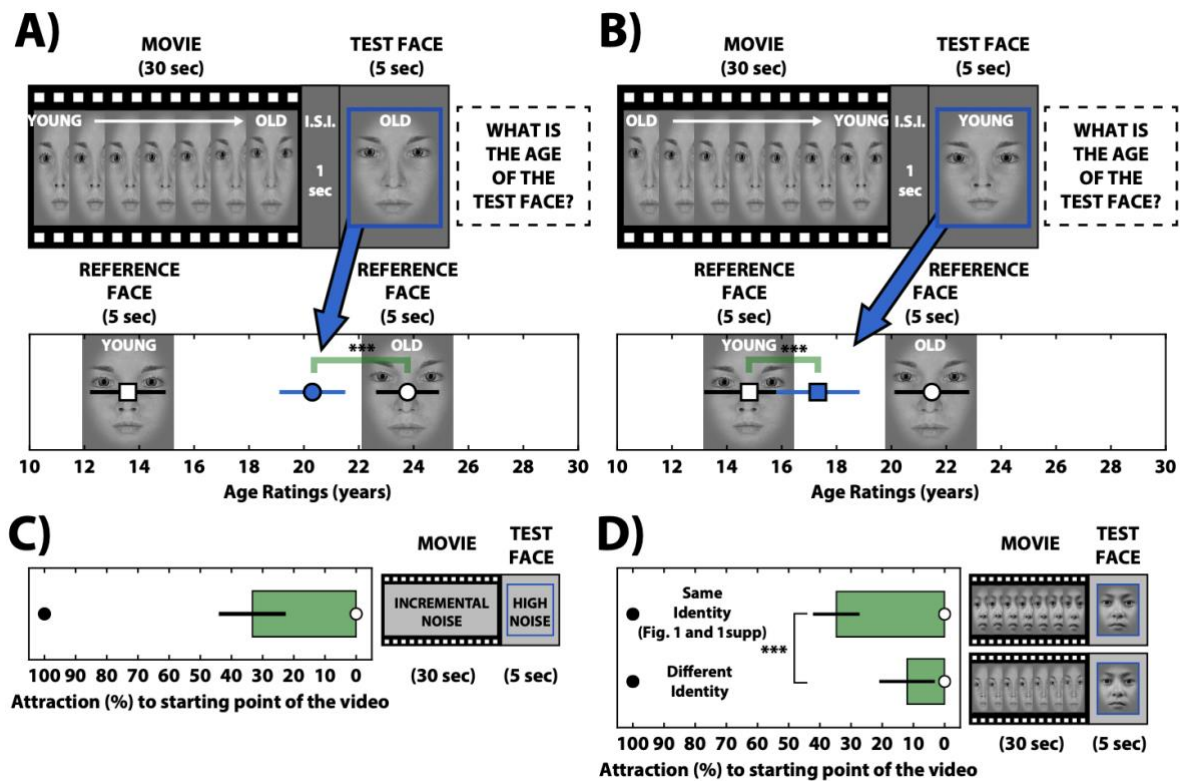 A)
MOVIE
(30 sec)
TEST FACE
(5 sec)
YOUNG
OLD
I.S.I.
1
sec
OLD
WHAT IS
THE AGE
OF THE
TEST FACE?
REFERENCE
FACE
(5 sec)
REFERENCE
FACE
(5 sec)
YOUNG
***
OLD
10 12 14 16 18 20 22 24 26 28 30
Age Ratings (years)
B)
MOVIE
(30 sec)
TEST FACE
(5 sec)
OLD
YOUNG
I.S.I.
1
sec
YOUNG
WHAT IS
THE AGE
OF THE
TEST FACE?
REFERENCE
FACE
(5 sec)
REFERENCE
FACE
(5 sec)
YOUNG
***
OLD
10 12 14 16 18 20 22 24 26 28 30
Age Ratings (years)
C)
MOVIE
TEST
FACE
INCREMENTAL
NOISE
HIGH
NOISE
(30 sec)
(5 sec)
100 90 80 70 60 50 40 30 20 10 0
Attraction (%) to starting point of the video
D)
MOVIE
TEST
FACE
Same
Identity
(Fig. 1 and 1supp)
***
Different
Identity
(30 sec)
(5 sec)
100 90 80 70 60 50 40 30 20 10 0
Attraction (%) to starting point of the video